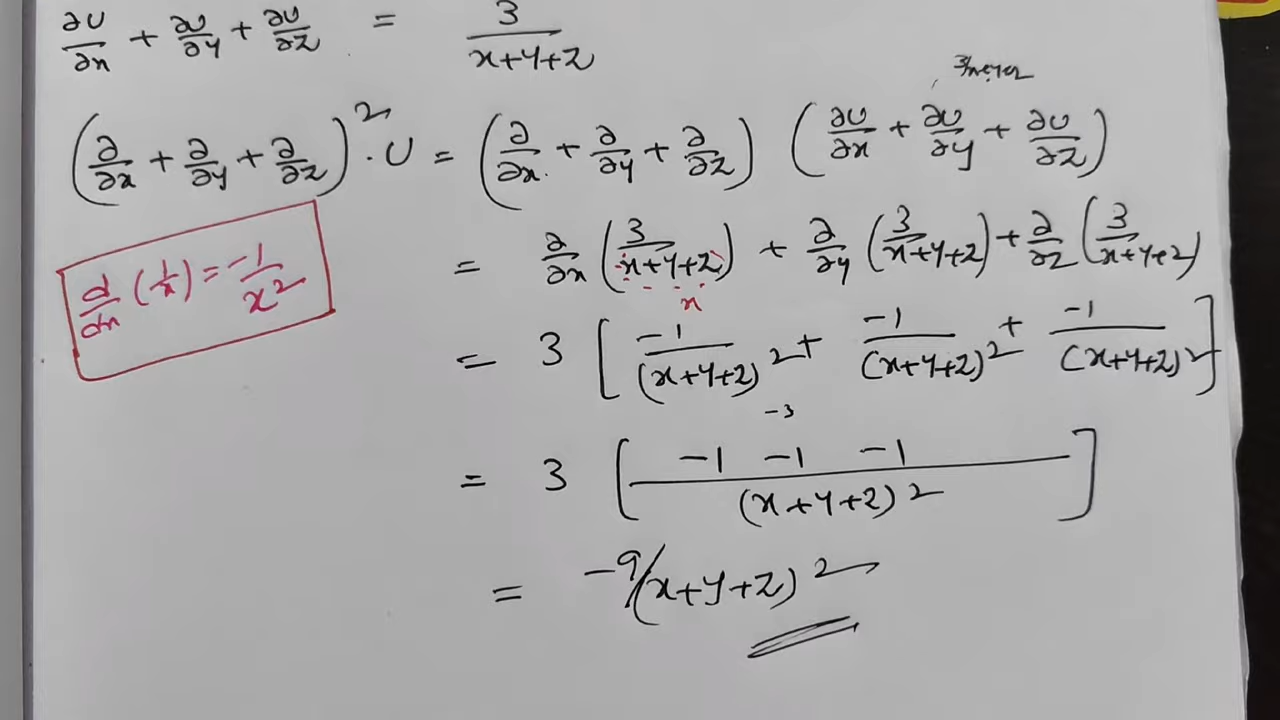 ∂U/∂x + ∂U/∂y + ∂U/∂z = 3/(x+y+z)
(∂/∂x + ∂/∂y + ∂/∂z)² · U = (∂/∂x + ∂/∂y + ∂/∂z) (∂U/∂x + ∂U/∂y + ∂U/∂z)
= ∂/∂x (3/(x+y+z)) + ∂/∂y (3/(x+y+z)) + ∂/∂z (3/(x+y+z))
x
d/dx (1/x) = -1/x²
= 3 [-1/(x+y+z)² + -1/(x+y+z)² + -1/(x+y+z)²]
-3
= 3 [(-1 -1 -1)/(x+y+z)²]
= -9/(x+y+z)²